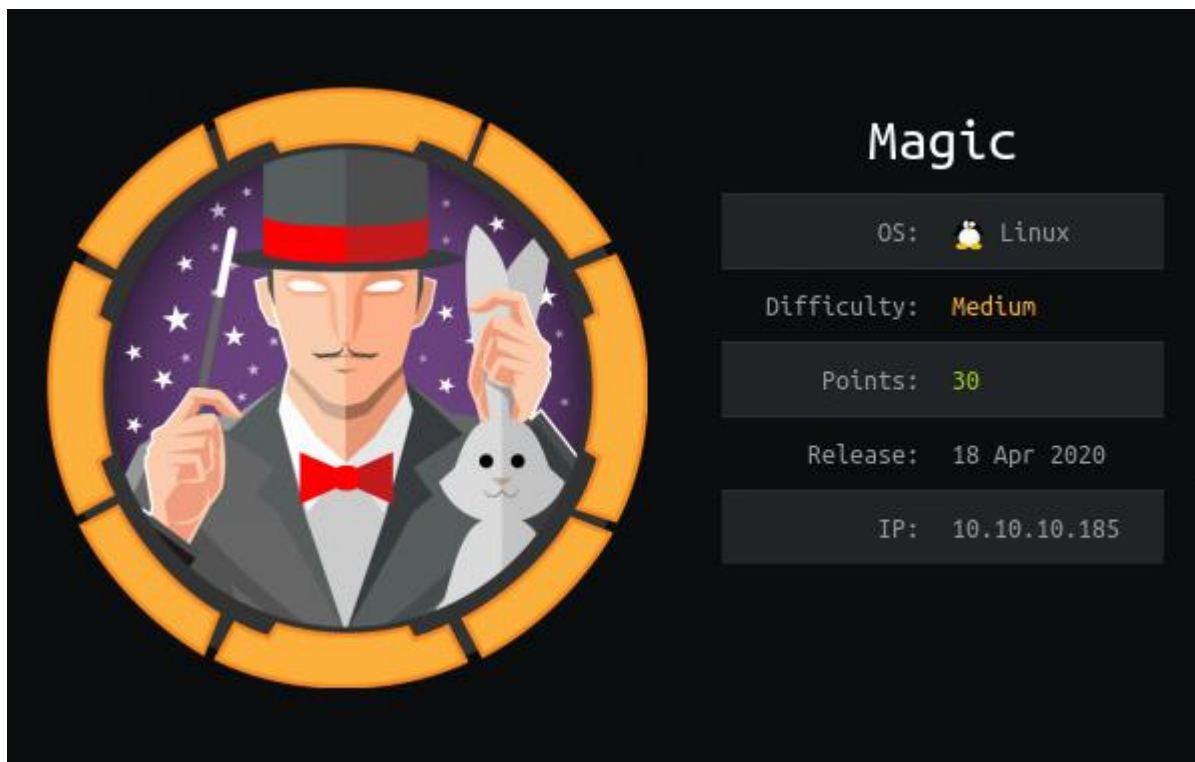 Magic
OS: Linux
Difficulty: Medium
Points: 30
Release: 18 Apr 2020
IP: 10.10.10.185